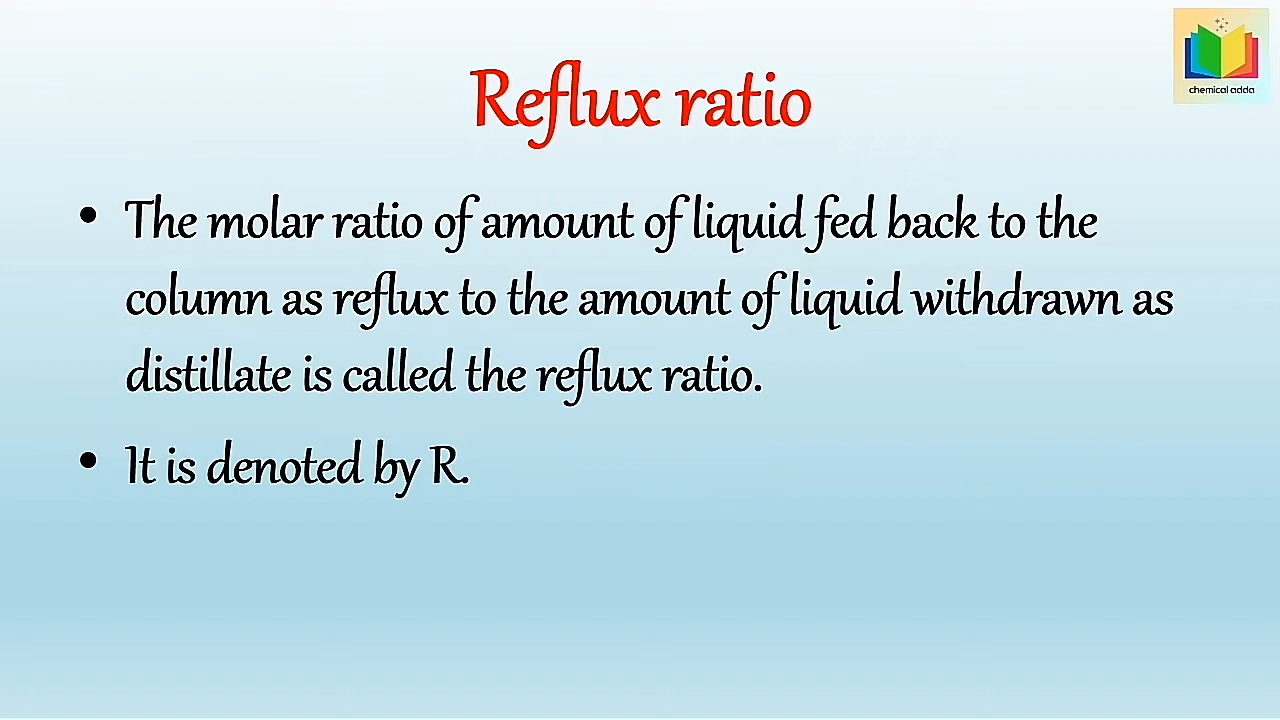 chemical adda
Reflux ratio
• The molar ratio of amount of liquid fed back to the
column as reflux to the amount of liquid withdrawn as
distillate is called the reflux ratio.
• It is denoted by R.